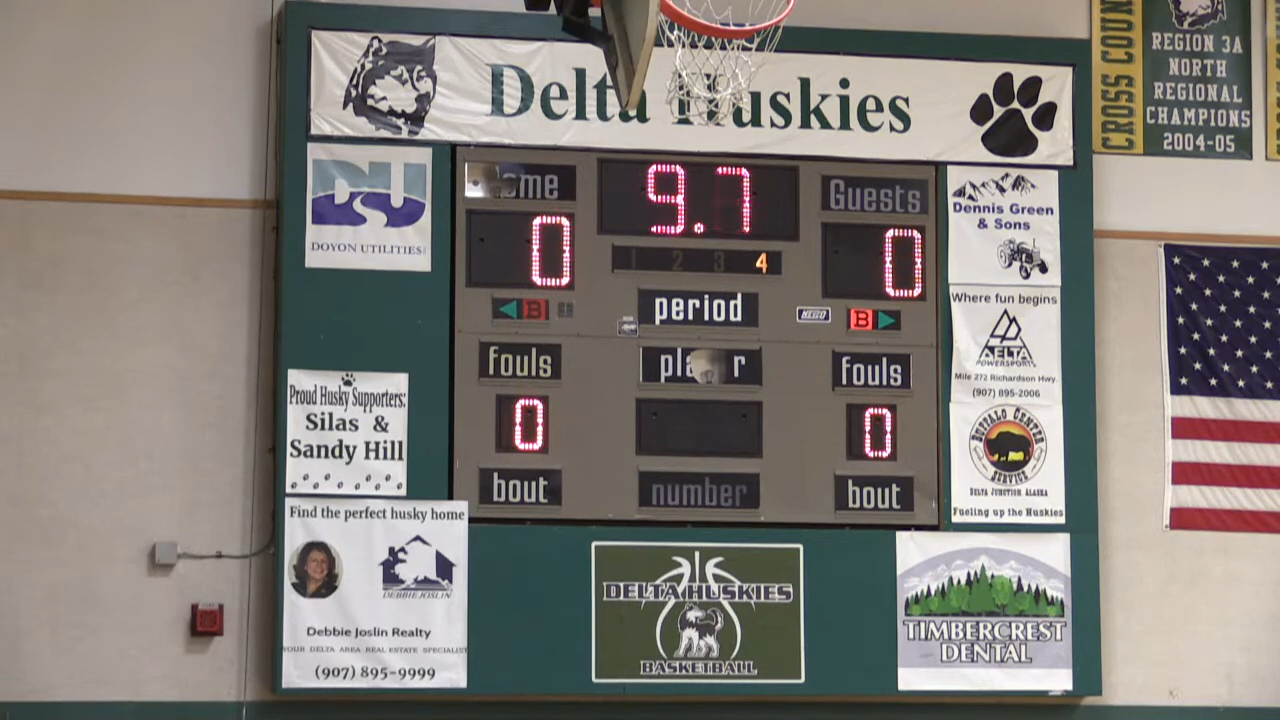 Delta Huskies
CROSS COUN
REGION 3A
NORTH
REGIONAL
CHAMPIONS
2004-05
DU
DOYON UTILITIES
ome
9.7
Guests
0
1 2 3 4
0
B
period
B
fouls
pla r
fouls
0
0
bout
number
bout
Dennis Green
& Sons
Where fun begins
DELTA
POWERSPORTS
Mile 272 Richardson Hwy.
(907) 895-2006
BUFFALO CENTER
SERVICE
DELTA JUNCTION, ALASKA
Fueling up the Huskies
Proud Husky Supporters:
Silas &
Sandy Hill
Find the perfect husky home
DEBBIE JOSLIN
Debbie Joslin Realty
YOUR DELTA AREA REAL ESTATE SPECIALIST
(907) 895-9999
DELTA HUSKIES
BASKETBALL
TIMBERCREST
DENTAL